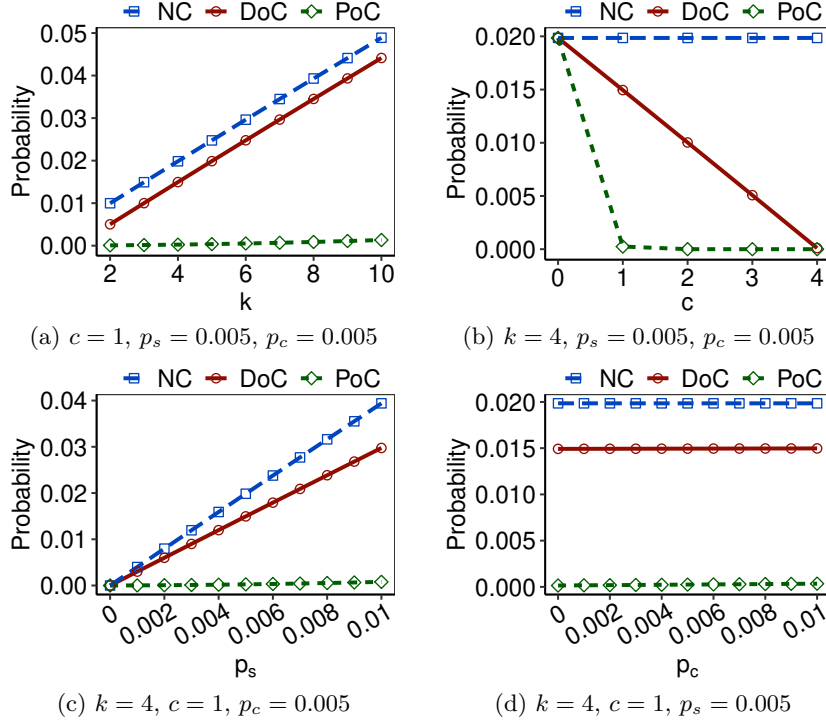 NC DoC PoC
Probability
0.05
0.04
0.03
0.02
0.01
0.00
2 4 6 8 10
k
(a) c = 1, p_s = 0.005, p_c = 0.005
NC DoC PoC
Probability
0.020
0.015
0.010
0.005
0.000
0 1 2 3 4
c
(b) k = 4, p_s = 0.005, p_c = 0.005
NC DoC PoC
Probability
0.04
0.03
0.02
0.01
0.00
0 0.002 0.004 0.006 0.008 0.01
p_s
(c) k = 4, c = 1, p_c = 0.005
NC DoC PoC
Probability
0.020
0.015
0.010
0.005
0.000
0 0.002 0.004 0.006 0.008 0.01
p_c
(d) k = 4, c = 1, p_s = 0.005